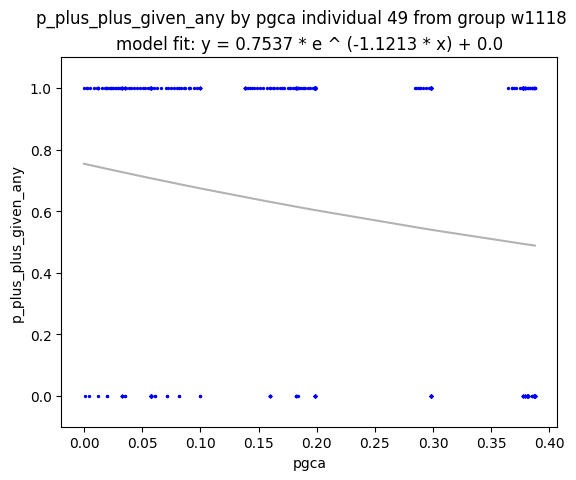 p_plus_plus_given_any by pgca individual 49 from group w1118
model fit: y = 0.7537 * e ^ (-1.1213 * x) + 0.0
p_plus_plus_given_any
1.0
0.8
0.6
0.4
0.2
0.0
0.00 0.05 0.10 0.15 0.20 0.25 0.30 0.35 0.40
pgca